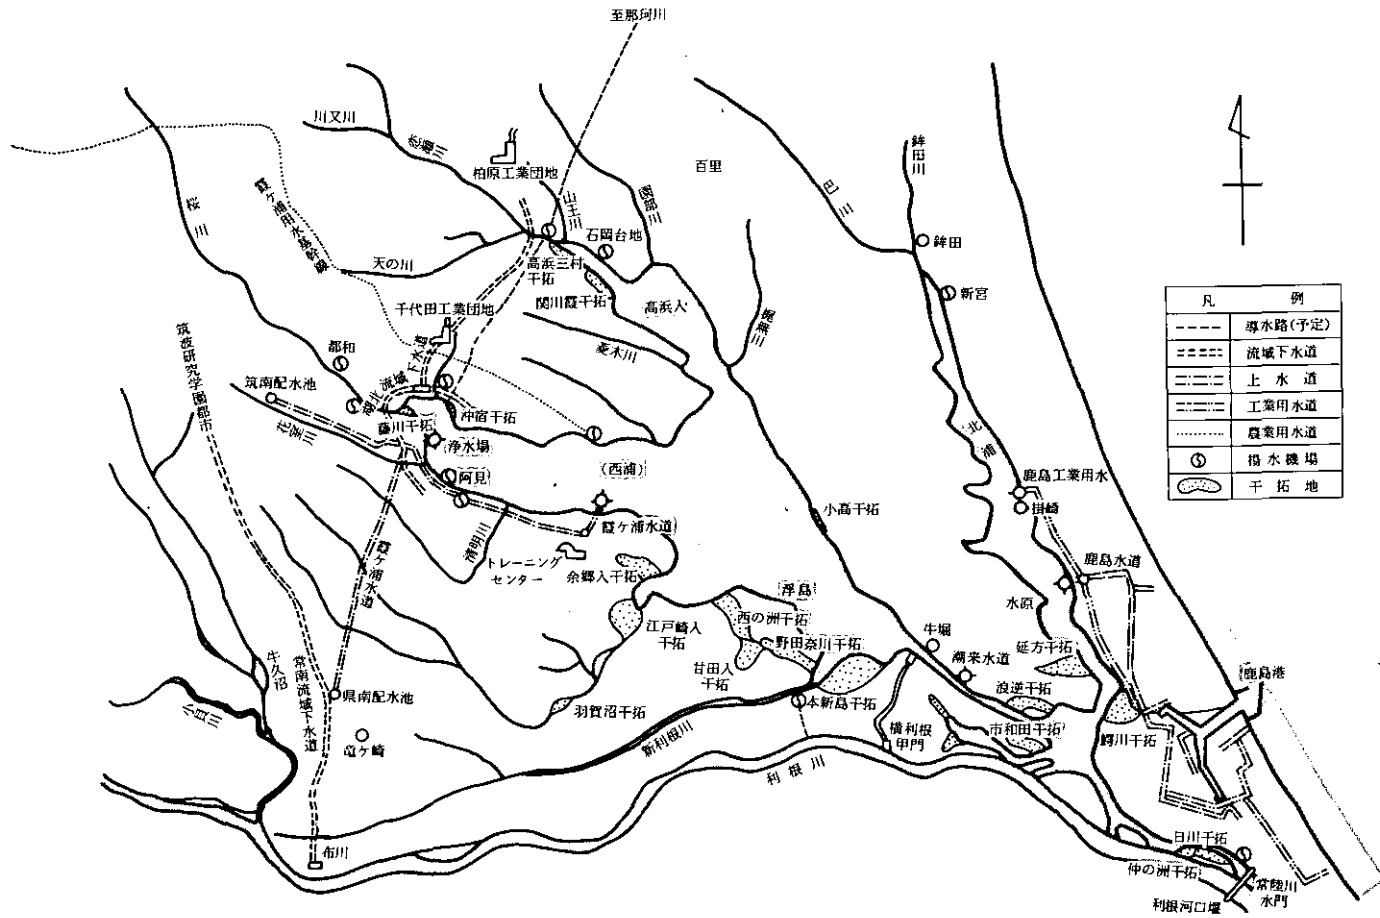 至那珂川
川又川
恋瀬川
柏原工業団地
百里
鉾田川
巴川
園部川
山王川
石岡台地
桜川
霞ケ浦用水基幹線
鉾田
天の川
高浜三村
干拓
関川霞干拓
高浜入
新宮
凡例
導水路(予定)
流域下水道
上水道
工業用水道
農業用水道
揚水機場
干拓地
千代田工業団地
菱木川
都和
筑波研究学園都市
湖北流域下水道
筑南配水池
沖宿干拓
藤川干拓
花室川
浄水場
北浦
阿見
(西浦)
鹿島工業用水
掛崎
小高干拓
霞ケ浦水道
清明川
トレーニング
センター
余郷入干拓
霞ケ浦水道
鹿島水道
浮島
水原
西の洲干拓
江戸崎入
干拓
野田奈川干拓
牛堀
延方干拓
甘田入
干拓
潮来水道
鹿島港
牛久沼
常南流域下水道
県南配水池
羽賀沼干拓
本新島干拓
浪逆干拓
小貝川
竜ケ崎
新利根川
横利根
閘門
市和田干拓
鰐川干拓
利根川
布川
日川干拓
仲の洲干拓
常陸川
水門
利根河口堰